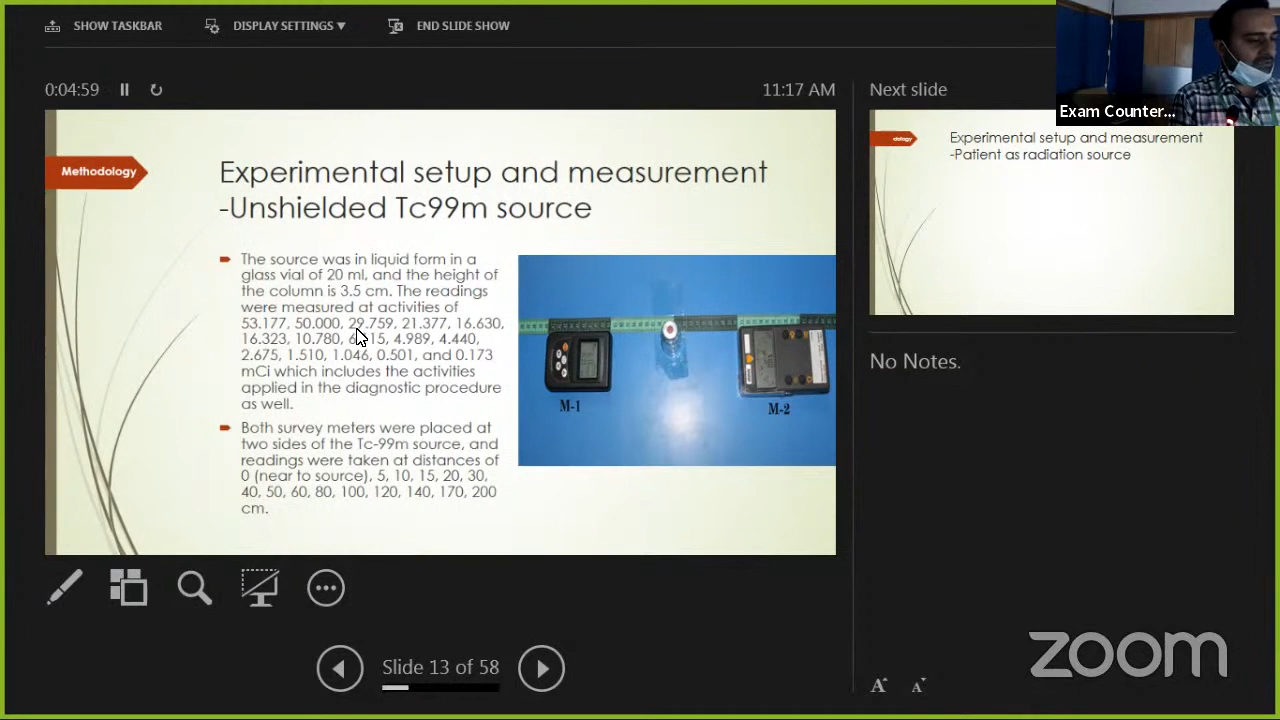 SHOW TASKBAR
DISPLAY SETTINGS
END SLIDE SHOW
Exam Counter...
0:04:59
11:17 AM
Next slide
Methodology
Experimental setup and measurement
-Unshielded Tc99m source
The source was in liquid form in a
glass vial of 20 ml, and the height of
the column is 3.5 cm. The readings
were measured at activities of
53.177, 50.000, 29.759, 21.377, 16.630,
16.323, 10.780, 15, 4.989, 4.440,
2.675, 1.510, 1.046, 0.501, and 0.173
mCi which includes the activities
applied in the diagnostic procedure
as well.
Both survey meters were placed at
two sides of the Tc-99m source, and
readings were taken at distances of
0 (near to source), 5, 10, 15, 20, 30,
40, 50, 60, 80, 100, 120, 140, 170, 200
cm.
M-1
M-2
Experimental setup and measurement
-Patient as radiation source
No Notes.
Slide 13 of 58
A
A
zoom